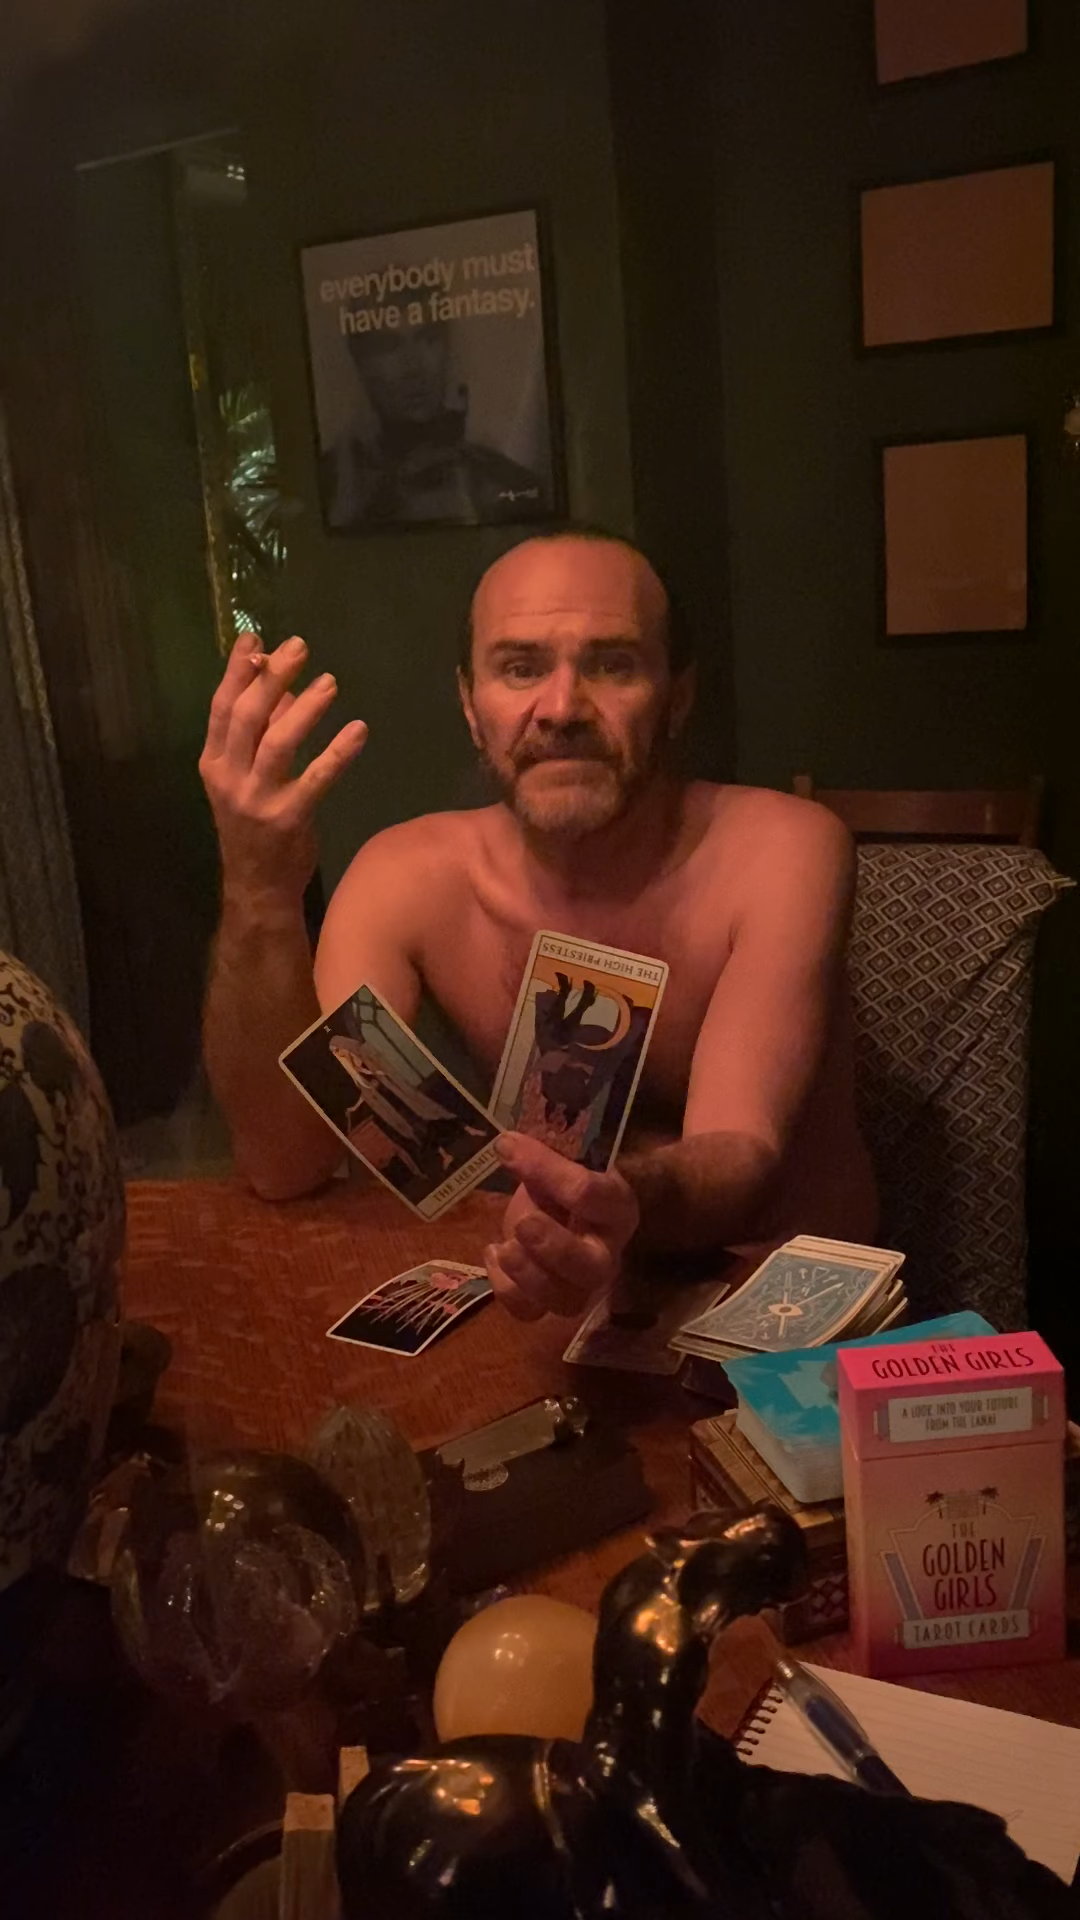 everybody must
have a fantasy.
THE HIGH PRIESTESS
THE HERMIT
THE
GOLDEN GIRLS
A LOOK INTO YOUR FUTURE
FROM THE LANAI
THE
GOLDEN
GIRLS
TAROT CARDS